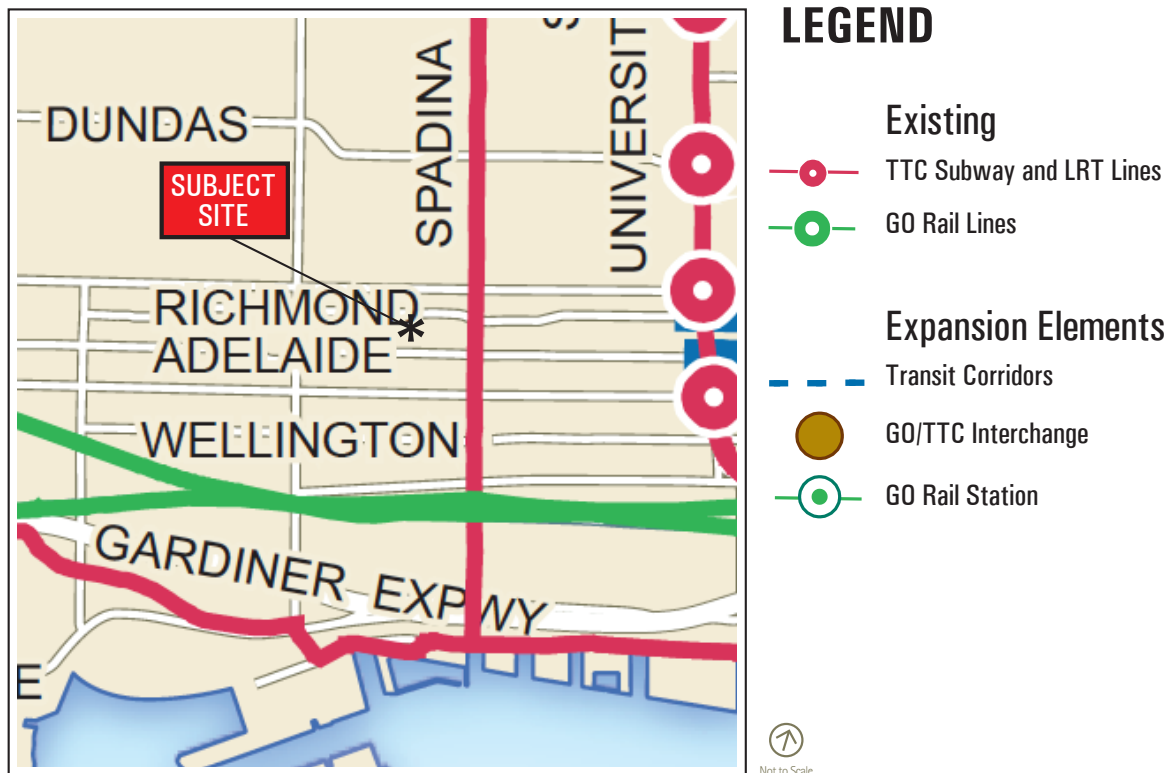 LEGEND
DUNDAS
SPADINA
UNIVERSIT
S
SUBJECT
SITE
RICHMOND
ADELAIDE
WELLINGTON
GARDINER EXPWY
E
Existing
TTC Subway and LRT Lines
GO Rail Lines
Expansion Elements
Transit Corridors
GO/TTC Interchange
GO Rail Station
Not to Scale